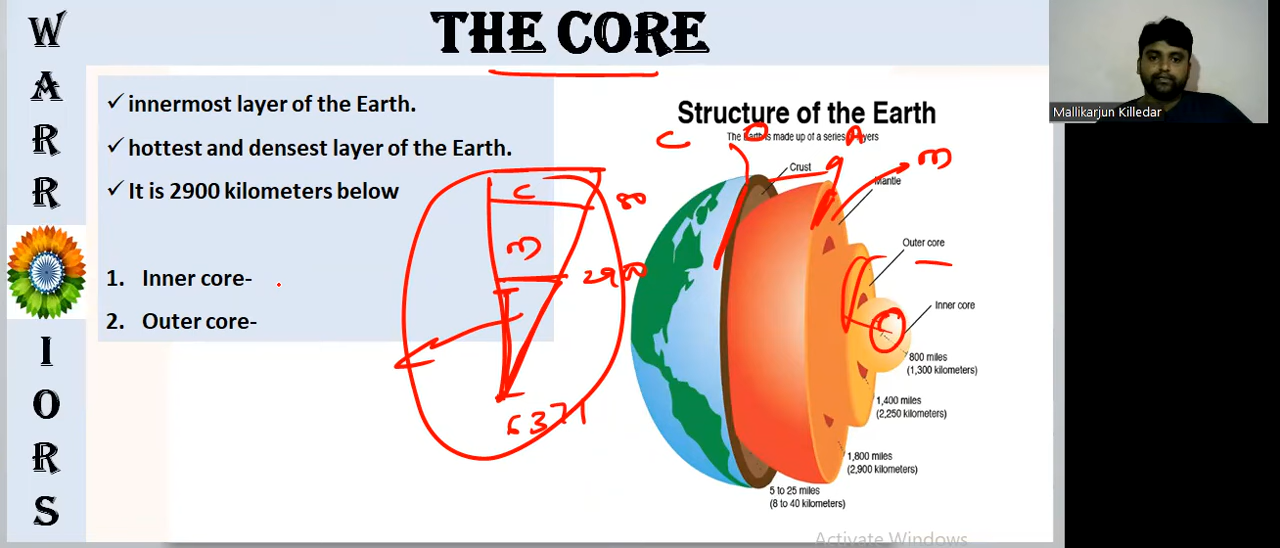 WARRIORS
THE CORE
Mallikarjun Killedar
✓ innermost layer of the Earth.
✓ hottest and densest layer of the Earth.
✓ It is 2900 kilometers below
1. Inner core-
2. Outer core-
C
80
m
2900
6371
Structure of the Earth
The Earth is made up of a series of layers
C
O
A
m
Crust
Mantle
Outer core
Inner core
800 miles
(1,300 kilometers)
1,400 miles
(2,250 kilometers)
1,800 miles
(2,900 kilometers)
5 to 25 miles
(8 to 40 kilometers)
Activate Windows